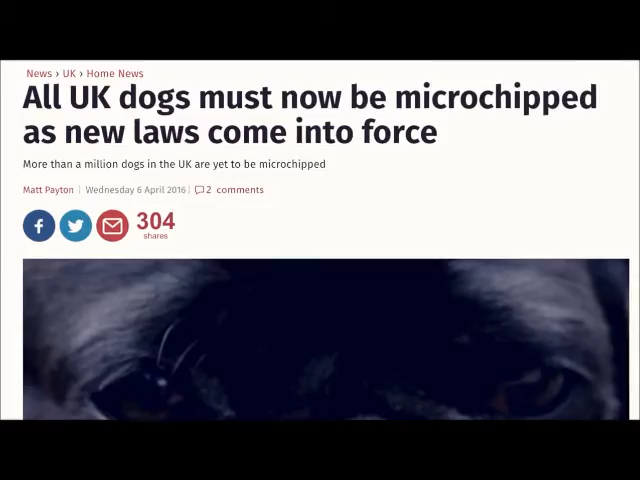 News › UK › Home News
All UK dogs must now be microchipped
as new laws come into force
More than a million dogs in the UK are yet to be microchipped
Matt Payton | Wednesday 6 April 2016 | 2 comments
f 304
shares